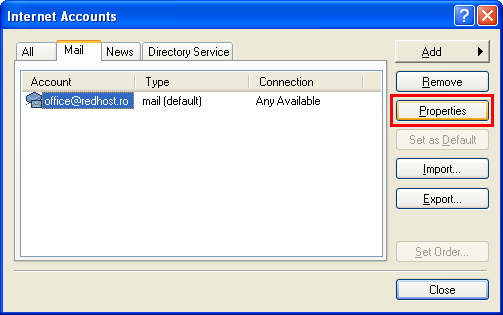 Internet Accounts
All Mail News Directory Service
Account Type Connection
office@redhost.ro mail (default) Any Available
Add
Remove
Properties
Set as Default
Import...
Export...
Set Order...
Close